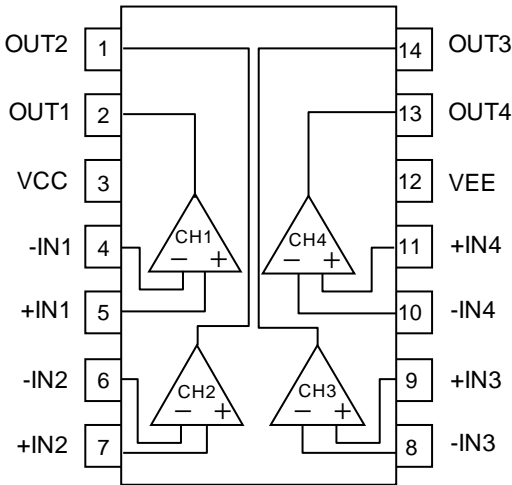 OUT2 1 14 OUT3
OUT1 2 13 OUT4
VCC 3 12 VEE
-IN1 4 CH1 CH4 11 +IN4
− + − +
+IN1 5 10 -IN4
-IN2 6 CH2 CH3 9 +IN3
− + − +
+IN2 7 8 -IN3